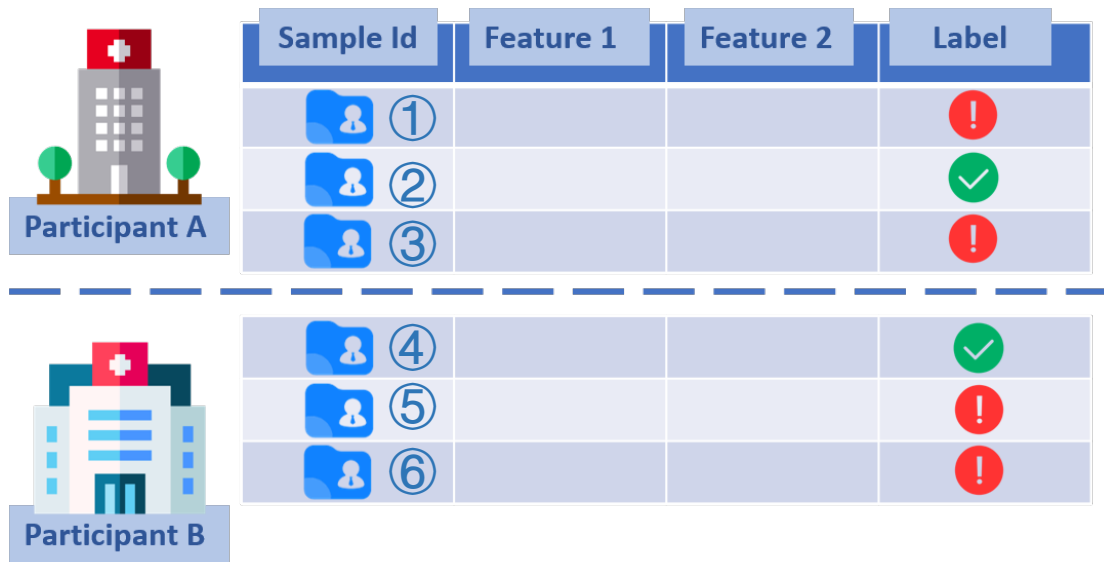 Sample Id Feature 1 Feature 2 Label
①
②
③
Participant A
④
⑤
⑥
Participant B